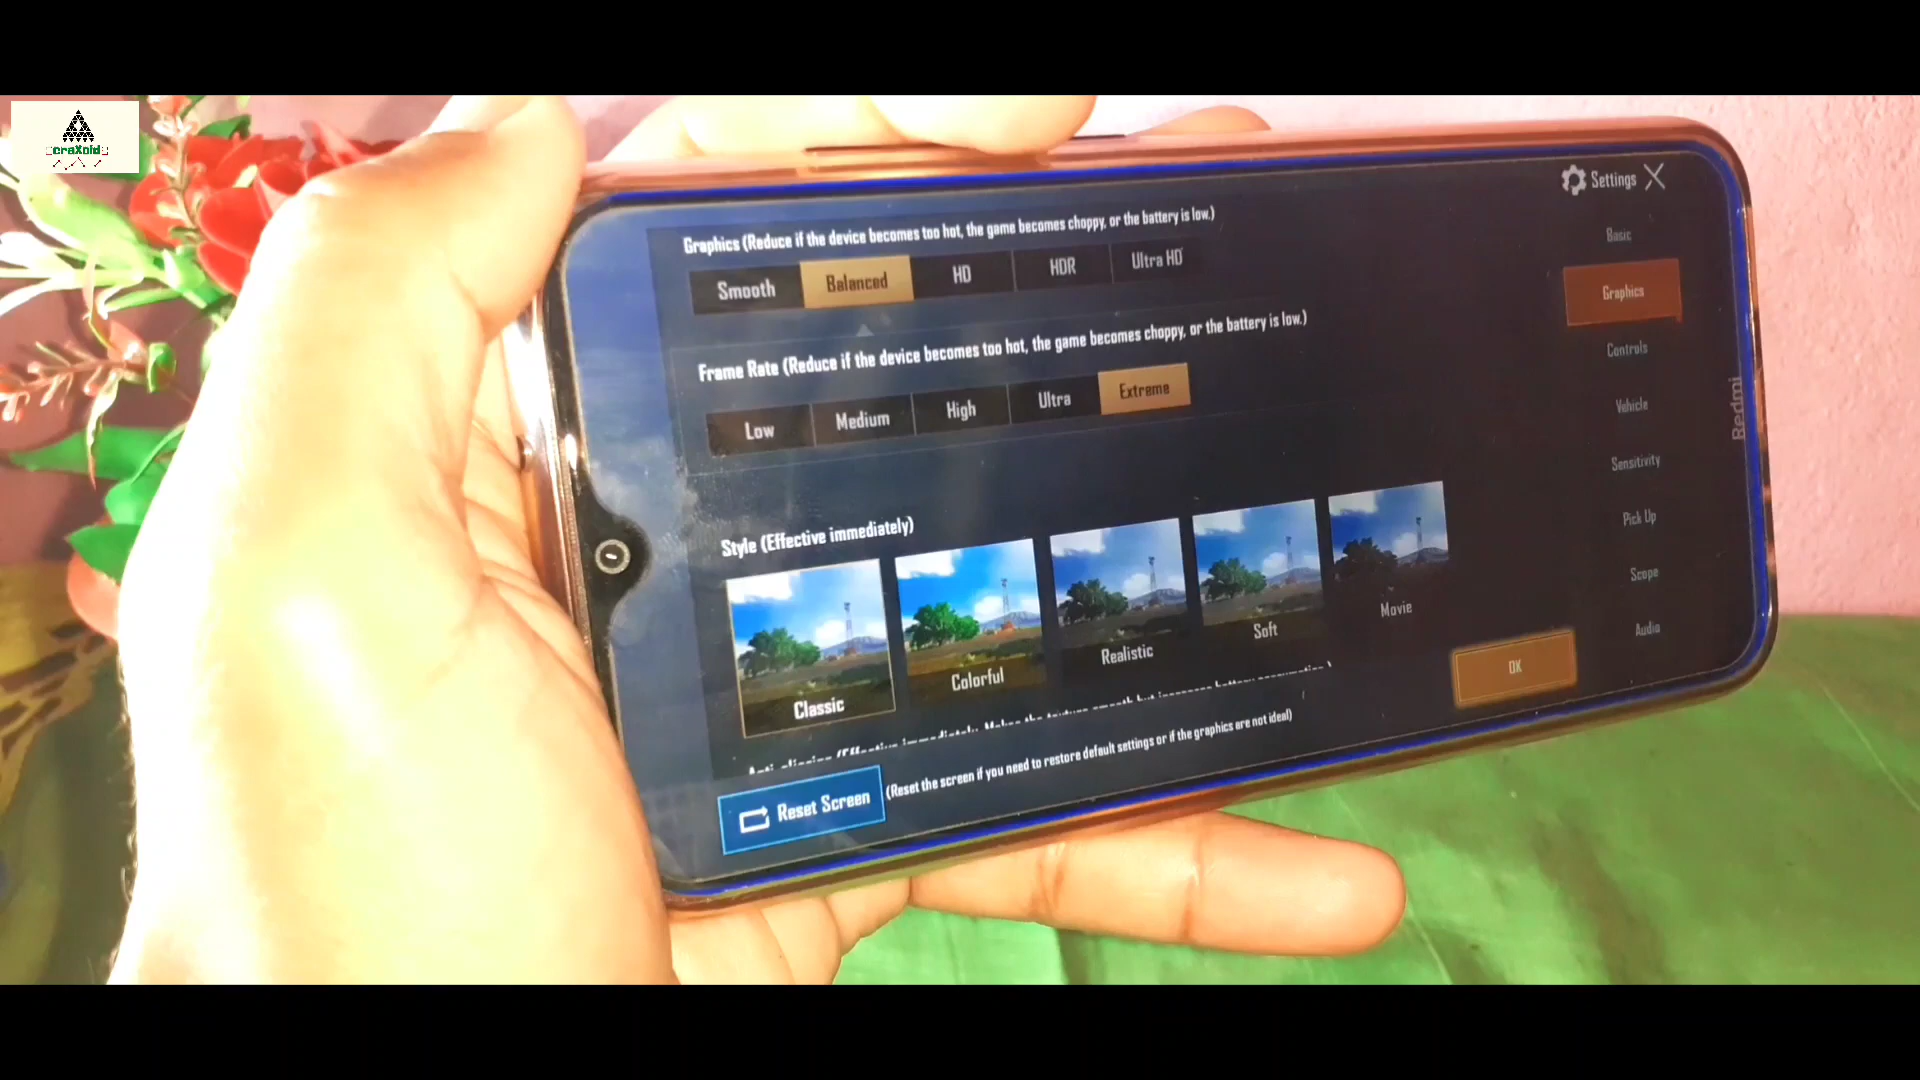 craXoid
Settings
Graphics (Reduce if the device becomes too hot, the game becomes choppy, or the battery is low.)
Smooth
Balanced
HD
HDR
Ultra HD
Frame Rate (Reduce if the device becomes too hot, the game becomes choppy, or the battery is low.)
Low
Medium
High
Ultra
Extreme
Style (Effective immediately)
Classic
Colorful
Realistic
Soft
Movie
Reset Screen
(Reset the screen if you need to restore default settings or if the graphics are not ideal)
Basic
Graphics
Controls
Vehicle
Sensitivity
Pick Up
Scope
Audio
OK
Redmi